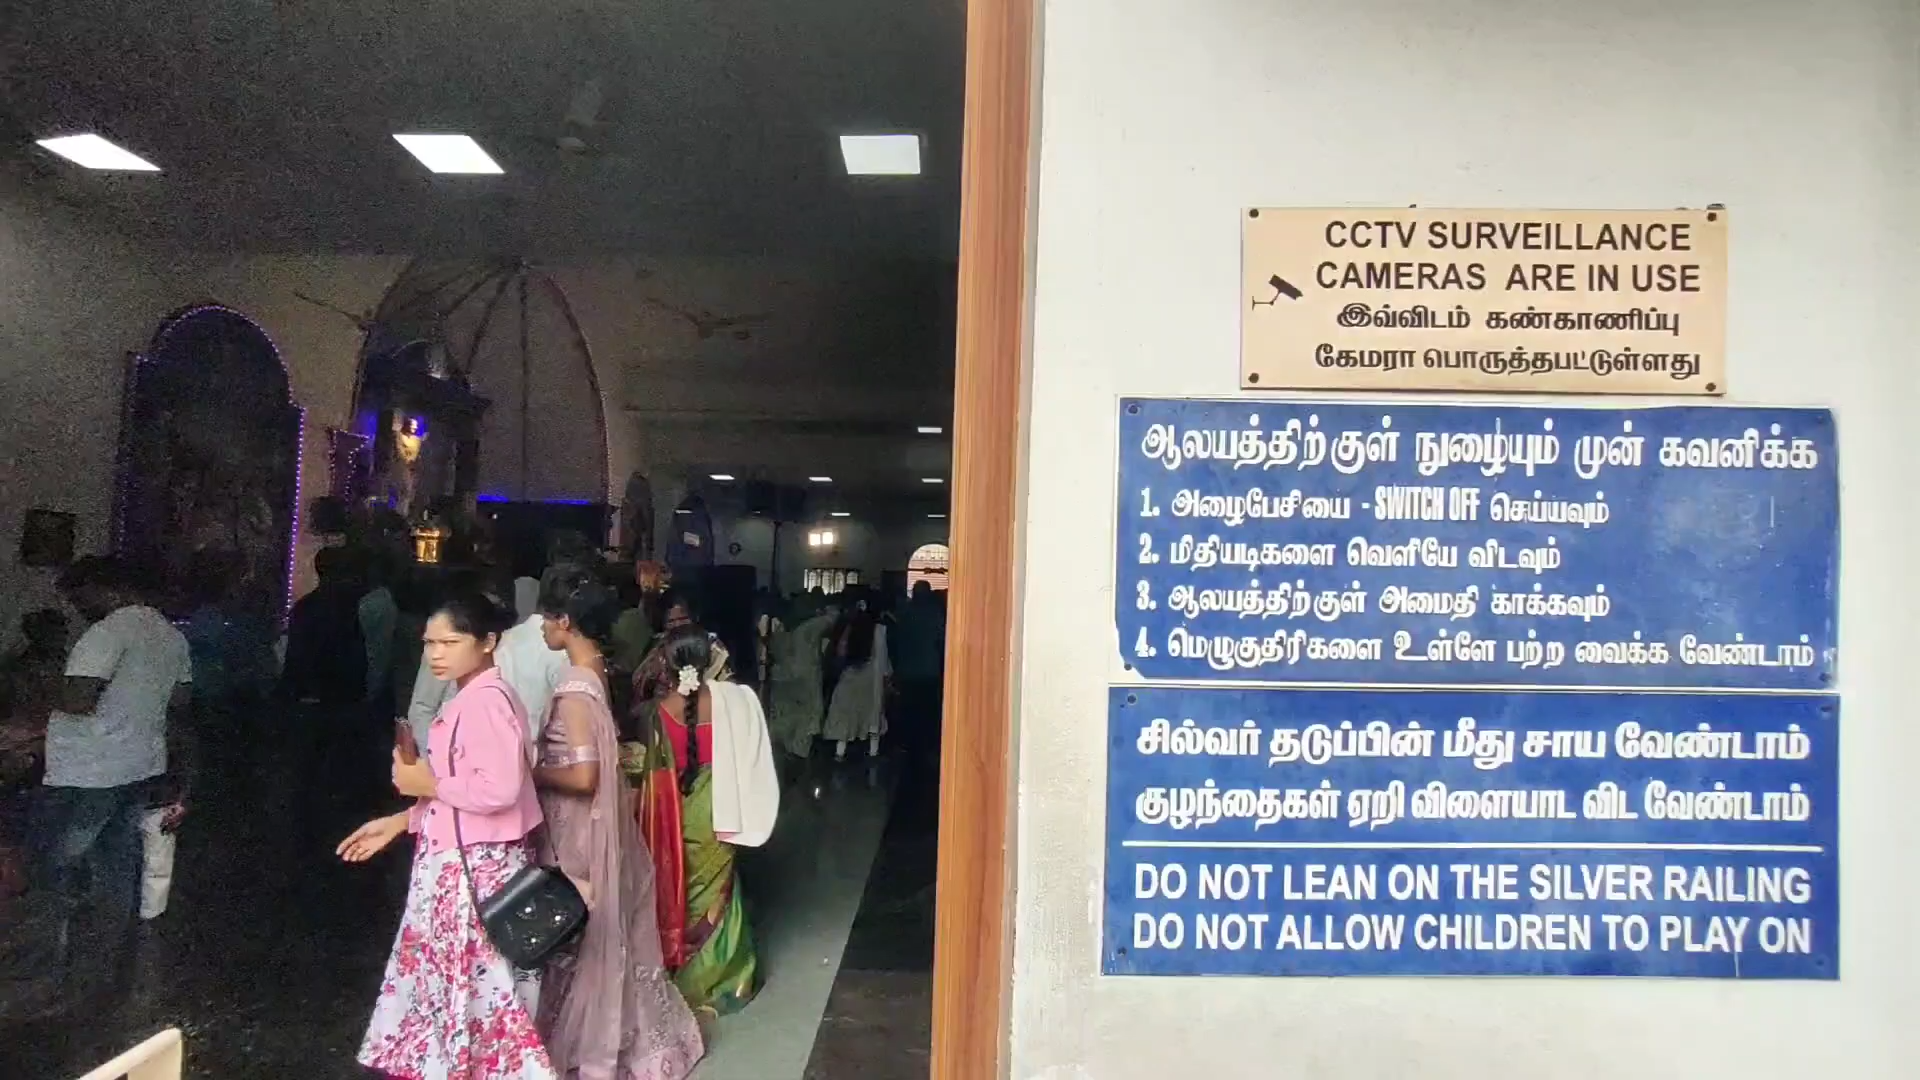 CCTV SURVEILLANCE
CAMERAS ARE IN USE
இவ்விடம் கண்காணிப்பு
கேமரா பொருத்தபட்டுள்ளது
ஆலயத்திற்குள் நுழையும் முன் கவனிக்க
1. அழைபேசியை - SWITCH OFF செய்யவும்
2. மிதியடிகளை வெளியே விடவும்
3. ஆலயத்திற்குள் அமைதி காக்கவும்
4. மெழுகுதிரிகளை உள்ளே பற்ற வைக்க வேண்டாம்
சில்வர் தடுப்பின் மீது சாய வேண்டாம்
குழந்தைகள் ஏறி விளையாட விட வேண்டாம்
DO NOT LEAN ON THE SILVER RAILING
DO NOT ALLOW CHILDREN TO PLAY ON